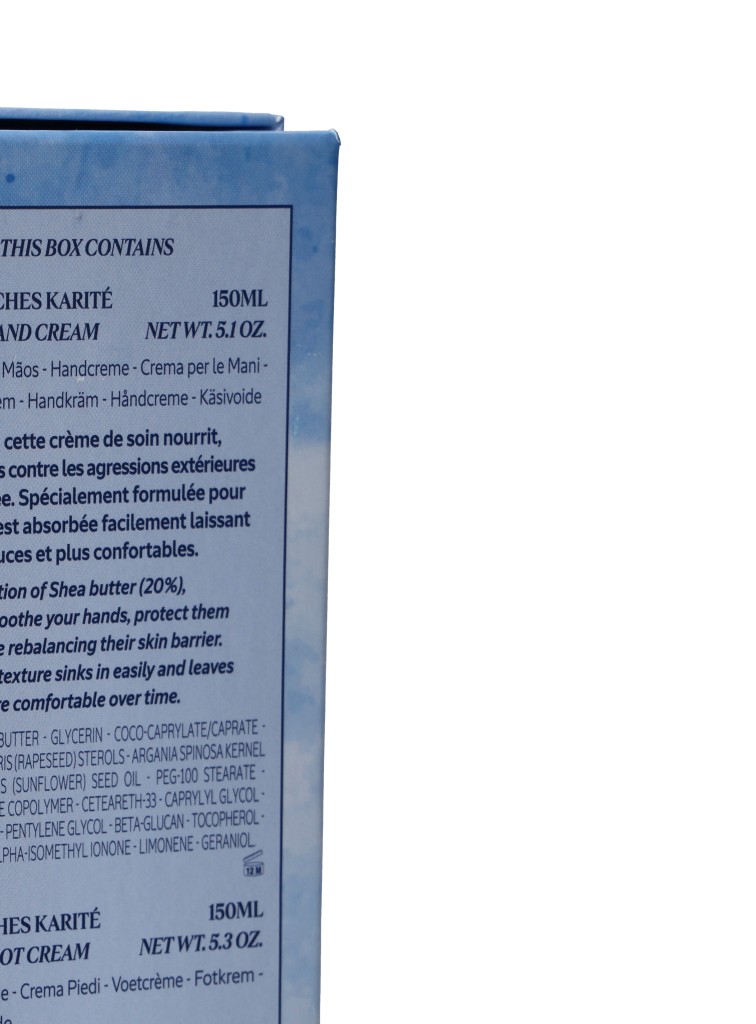 THIS BOX CONTAINS
CHES KARITÉ 150ML
AND CREAM NET WT. 5.1 OZ.
Mãos - Handcreme - Crema per le Mani -
em - Handkräm - Håndcreme - Käsivoide
cette crème de soin nourrit,
s contre les agressions extérieures
ée. Spécialement formulée pour
est absorbée facilement laissant
uces et plus confortables.
tion of Shea butter (20%),
soothe your hands, protect them
e rebalancing their skin barrier.
texture sinks in easily and leaves
re comfortable over time.
BUTTER - GLYCERIN - COCO-CAPRYLATE/CAPRATE -
RIS (RAPESEED) STEROLS - ARGANIA SPINOSA KERNEL
S (SUNFLOWER) SEED OIL - PEG-100 STEARATE -
E COPOLYMER - CETEARETH-33 - CAPRYLYL GLYCOL -
- PENTYLENE GLYCOL - BETA-GLUCAN - TOCOPHEROL -
LPHA-ISOMETHYL IONONE - LIMONENE - GERANIOL
12 M
HES KARITÉ 150ML
OT CREAM NET WT. 5.3 OZ.
e - Crema Piedi - Voetcrème - Fotkrem -